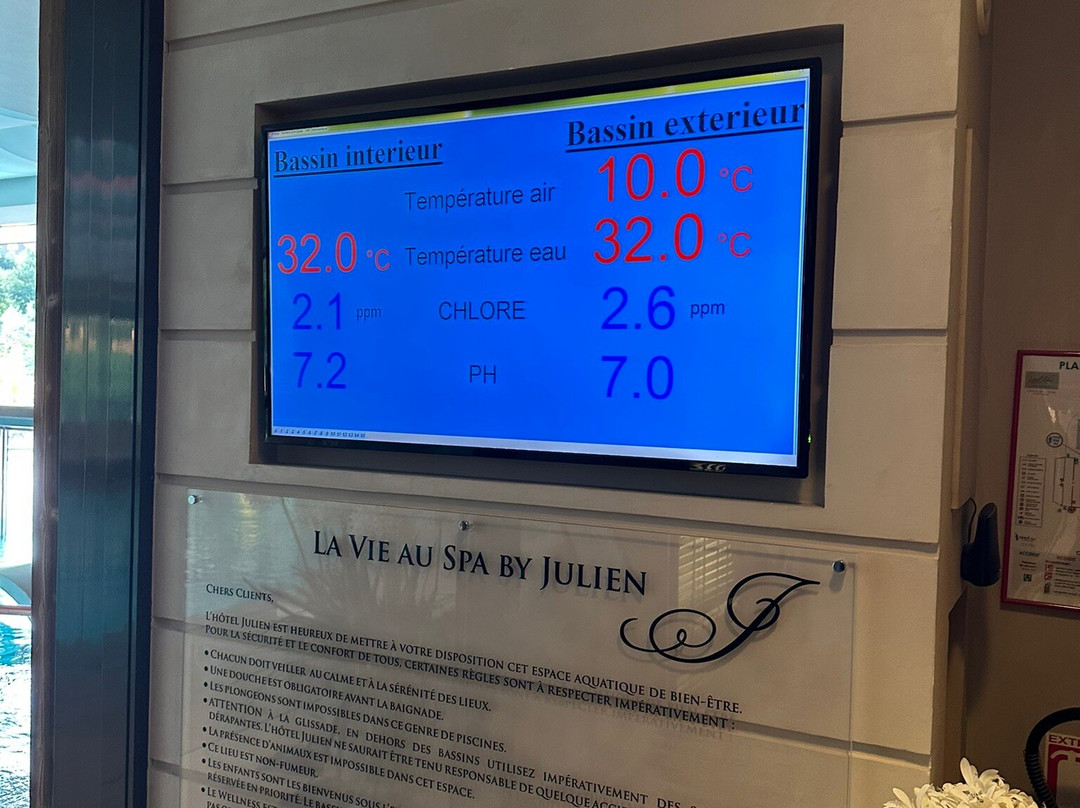 Bassin interieur
Bassin exterieur
Température air 10.0 °C
32.0 °C Température eau 32.0 °C
2.1 ppm CHLORE 2.6 ppm
7.2 PH 7.0
LA VIE AU SPA BY JULIEN
J
CHERS CLIENTS,
L'HÔTEL JULIEN EST HEUREUX DE METTRE À VOTRE DISPOSITION CET ESPACE AQUATIQUE DE BIEN-ÊTRE.
POUR LA SÉCURITÉ ET LE CONFORT DE TOUS, CERTAINES RÈGLES SONT À RESPECTER IMPÉRATIVEMENT :
• CHACUN DOIT VEILLER AU CALME ET À LA SÉRÉNITÉ DES LIEUX.
• UNE DOUCHE EST OBLIGATOIRE AVANT LA BAIGNADE.
• LES PLONGEONS SONT IMPOSSIBLES DANS CE GENRE DE PISCINES.
• ATTENTION À LA GLISSADE, EN DEHORS DES BASSINS UTILISEZ IMPÉRATIVEMENT DES
DÉRAPANTES. L'HÔTEL JULIEN NE SAURAIT ÊTRE TENU RESPONSABLE DE QUELQUE
• LA PRÉSENCE D'ANIMAUX EST IMPOSSIBLE DANS CET ESPACE.
• CE LIEU EST NON-FUMEUR.
• LES ENFANTS SONT LES BIENVENUS SOUS
RÉSERVÉE EN PRIORITÉ. LE
• LE WELLNESS
PLA
EXT